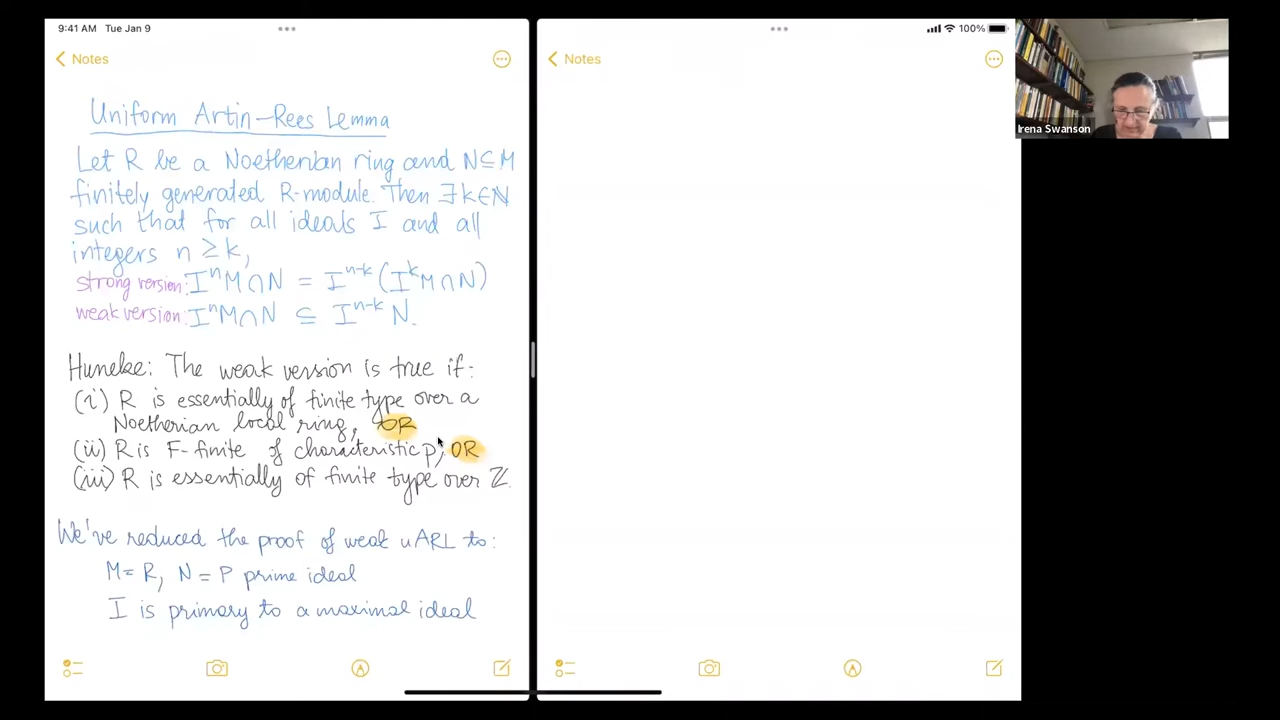 9:41 AM Tue Jan 9
100%
Notes
Notes
Irena Swanson
Uniform Artin-Rees Lemma
Let R be a Noetherian ring and N⊆M
finitely generated R-module. Then ∃k∈ℕ
such that for all ideals I and all
integers n ≥ k,
strong version: IⁿM∩N = Iⁿ⁻ᵏ(IᵏM∩N)
weak version: IⁿM∩N ⊆ Iⁿ⁻ᵏN.
Huneke: The weak version is true if:
(i) R is essentially of finite type over a
Noetherian local ring, OR
(ii) R is F-finite of characteristic p, OR
(iii) R is essentially of finite type over ℤ.
We've reduced the proof of weak uARL to:
M=R, N=P prime ideal
I is primary to a maximal ideal